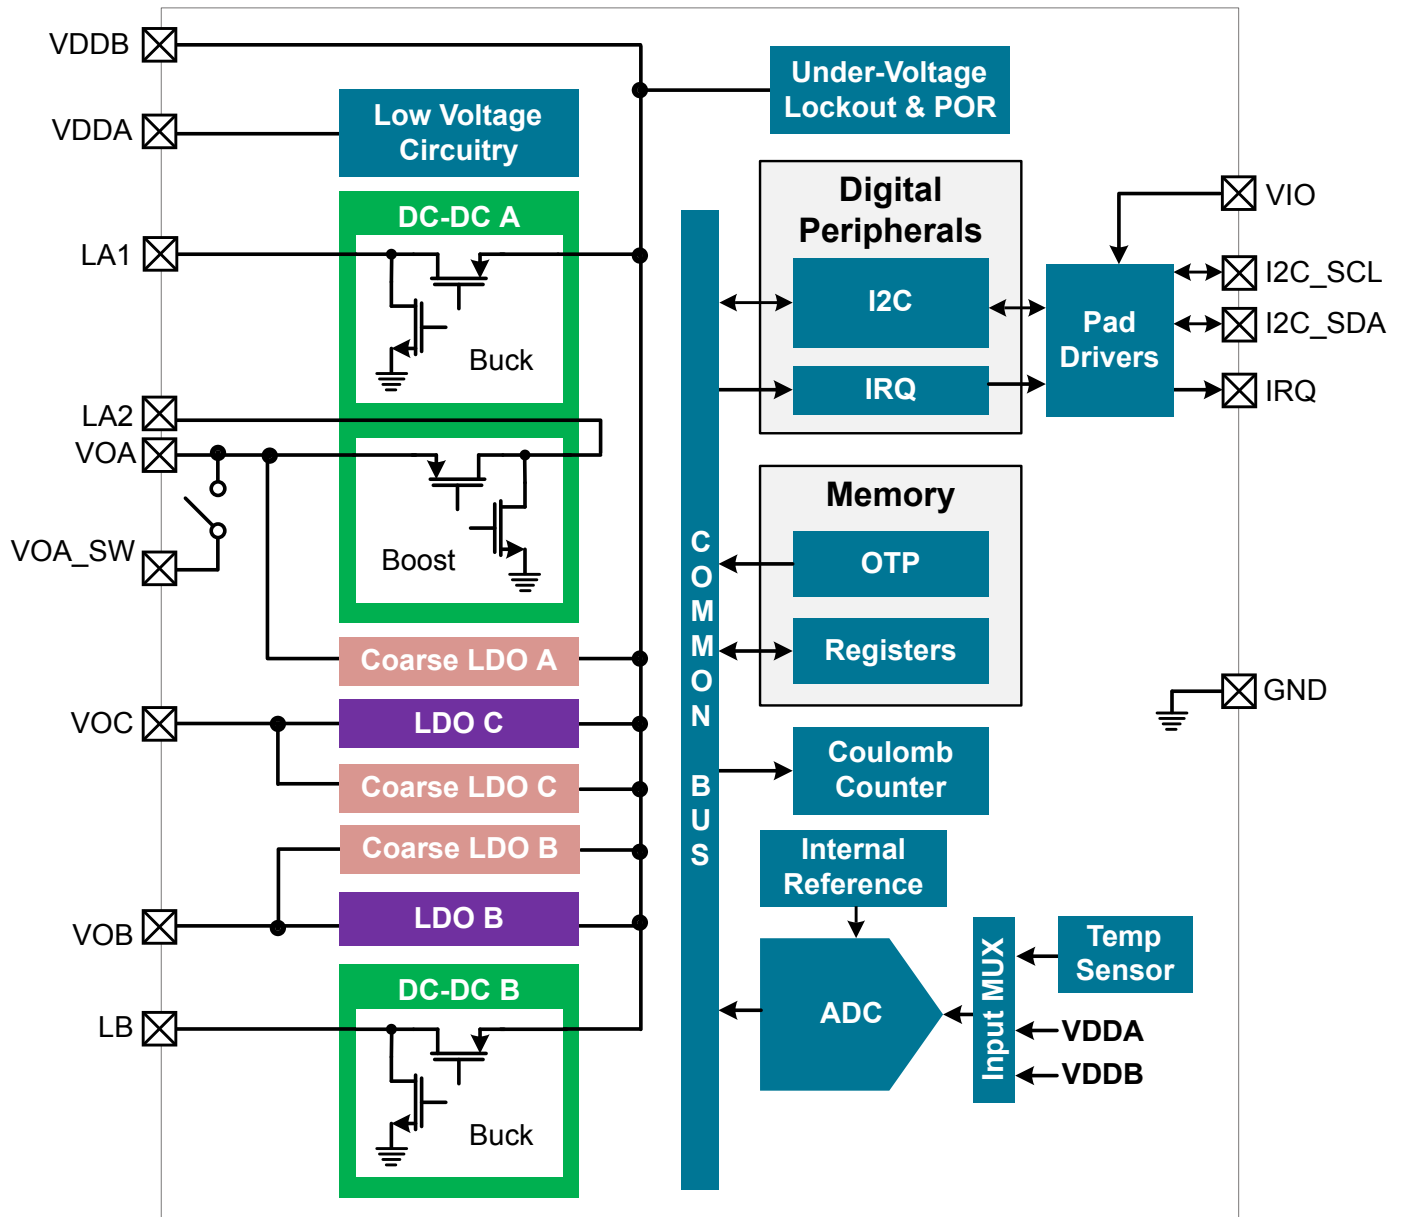 VDDB
VDDA
LA1
LA2
VOA
VOA_SW
VOC
VOB
LB
Low Voltage
Circuitry
DC-DC A
Buck
Boost
Coarse LDO A
LDO C
Coarse LDO C
Coarse LDO B
LDO B
DC-DC B
Buck
COMMON BUS
Under-Voltage
Lockout & POR
Digital
Peripherals
I2C
IRQ
Memory
OTP
Registers
Coulomb
Counter
Internal
Reference
ADC
Input MUX
Temp
Sensor
VDDA
VDDB
Pad
Drivers
VIO
I2C_SCL
I2C_SDA
IRQ
GND